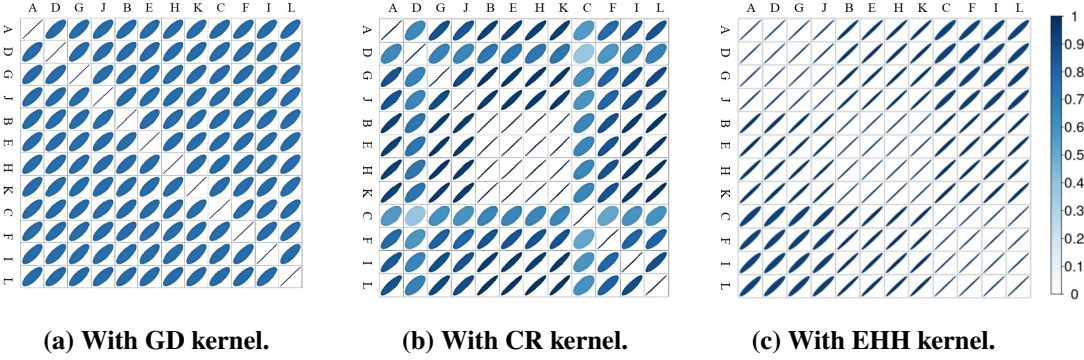 A D G J B E H K C F I L
A
D
G
J
B
E
H
K
C
F
I
L
A D G J B E H K C F I L
A
D
G
J
B
E
H
K
C
F
I
L
A D G J B E H K C F I L
A
D
G
J
B
E
H
K
C
F
I
L
1
0.9
0.8
0.7
0.6
0.5
0.4
0.3
0.2
0.1
0
(a) With GD kernel.
(b) With CR kernel.
(c) With EHH kernel.